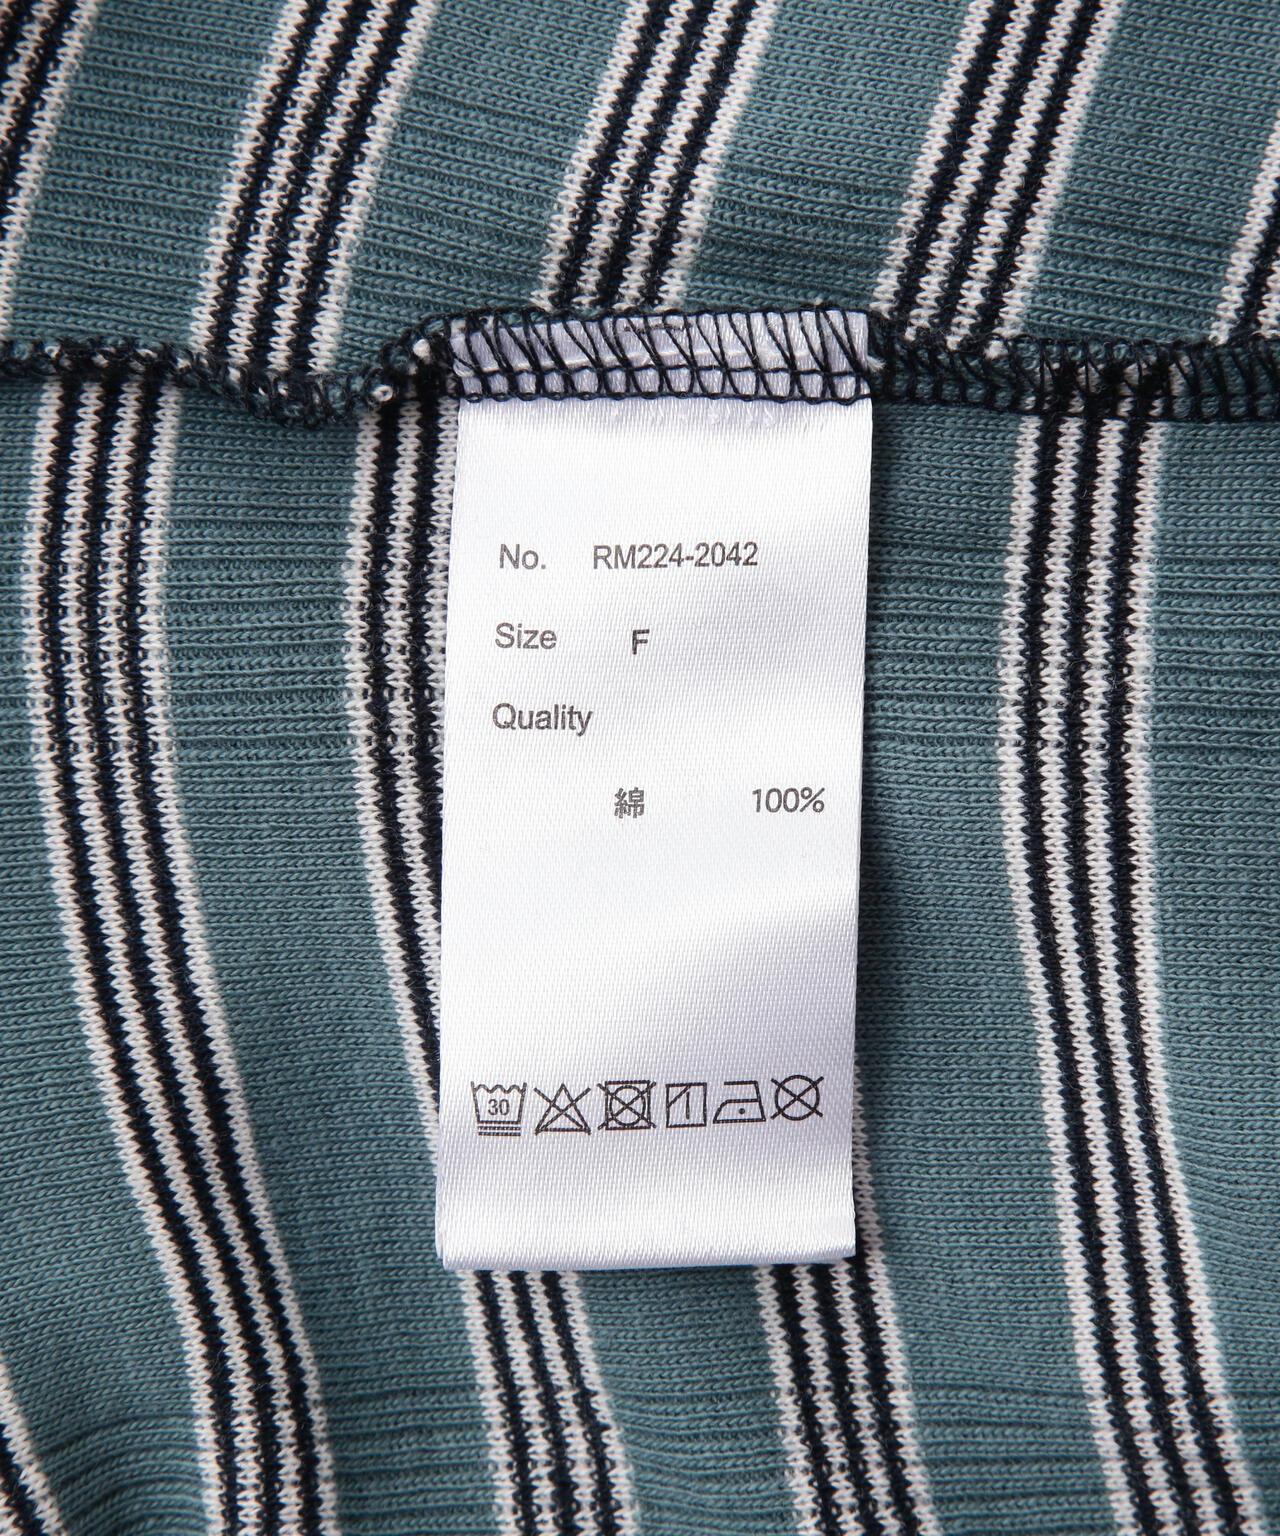 No. RM224-2042
Size F
Quality
綿 100%
30